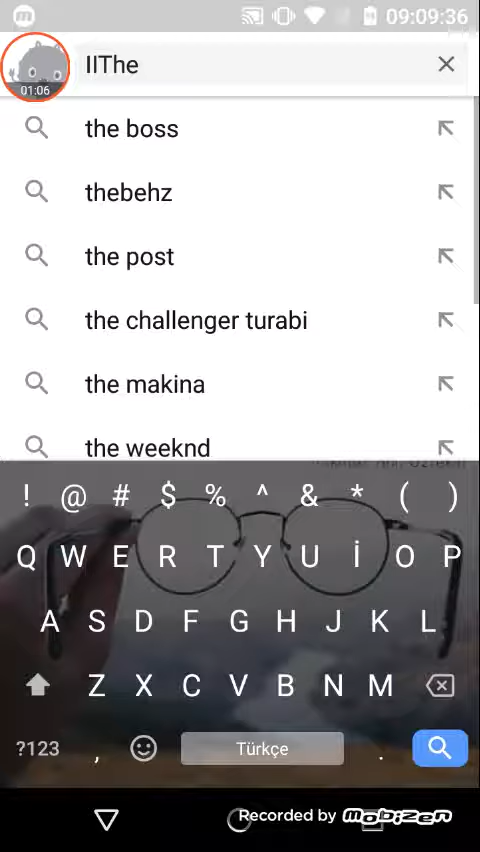 m
09:09:36
IIThe
01:06
the boss
thebehz
the post
the challenger turabi
the makina
the weeknd
! @ # $ % ^ & * ( )
Q W E R T Y U İ O P
A S D F G H J K L
Z X C V B N M
?123 , Türkçe .
Recorded by Mobizen